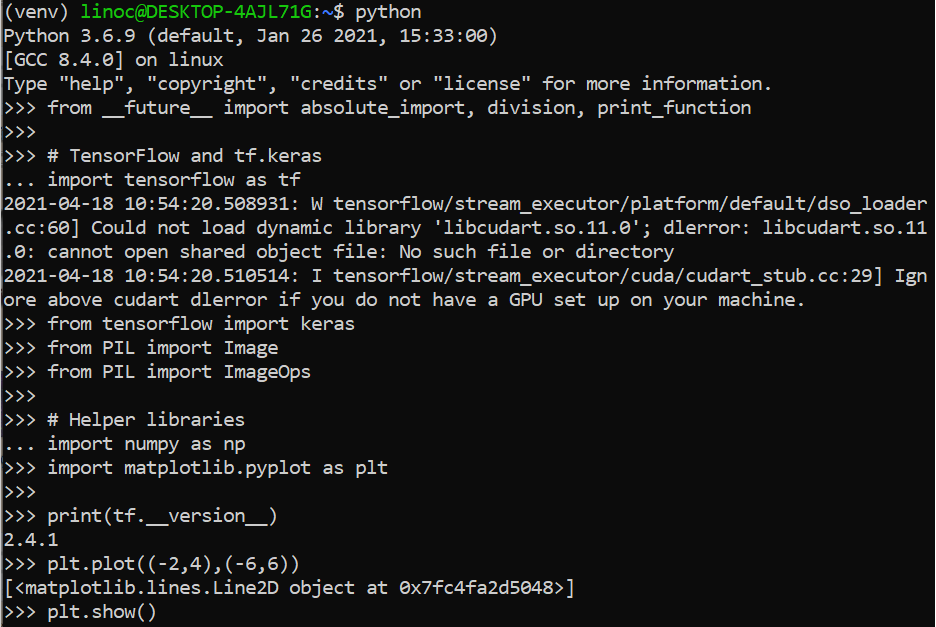 (venv) linoc@DESKTOP-4AJL71G:~$ python
Python 3.6.9 (default, Jan 26 2021, 15:33:00)
[GCC 8.4.0] on linux
Type "help", "copyright", "credits" or "license" for more information.
>>> from __future__ import absolute_import, division, print_function
>>>
>>> # TensorFlow and tf.keras
... import tensorflow as tf
2021-04-18 10:54:20.508931: W tensorflow/stream_executor/platform/default/dso_loader
.cc:60] Could not load dynamic library 'libcudart.so.11.0'; dlerror: libcudart.so.11
.0: cannot open shared object file: No such file or directory
2021-04-18 10:54:20.510514: I tensorflow/stream_executor/cuda/cudart_stub.cc:29] Ign
ore above cudart dlerror if you do not have a GPU set up on your machine.
>>> from tensorflow import keras
>>> from PIL import Image
>>> from PIL import ImageOps
>>>
>>> # Helper libraries
... import numpy as np
>>> import matplotlib.pyplot as plt
>>>
>>> print(tf.__version__)
2.4.1
>>> plt.plot((-2,4),(-6,6))
[<matplotlib.lines.Line2D object at 0x7fc4fa2d5048>]
>>> plt.show()